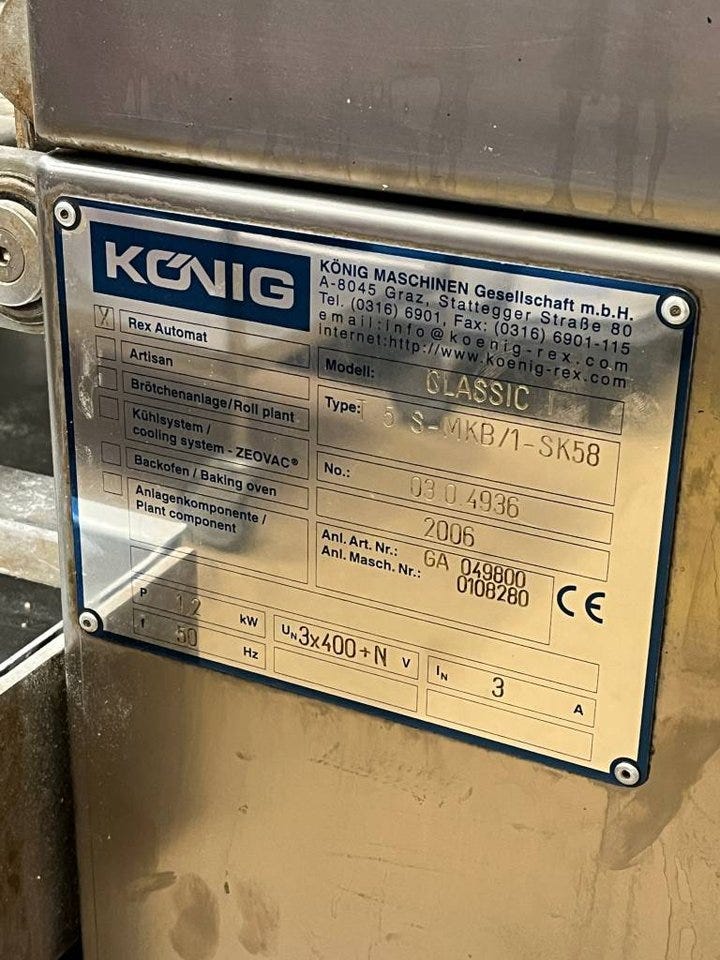 KÖNIG
KÖNIG MASCHINEN Gesellschaft m.b.H.
A-8045 Graz, Stattegger Straße 80
Tel. (0316) 6901, Fax: (0316) 6901-115
email:info@koenig-rex.com
internet:http://www.koenig-rex.com
X Rex Automat
Artisan
Brötchenanlage/Roll plant
Kühlsystem /
cooling system - ZEOVAC®
Backofen / Baking oven
Anlagenkomponente /
Plant component
Modell: CLASSIC I
Type: T 5 S-MKB/1-SK58
No.: 03 0.4936
2006
Anl. Art. Nr.: GA 049800
Anl. Masch. Nr.: 0108280
CE
P 1,2 kW
f 50 Hz
UN 3x400+N V
IN 3 A